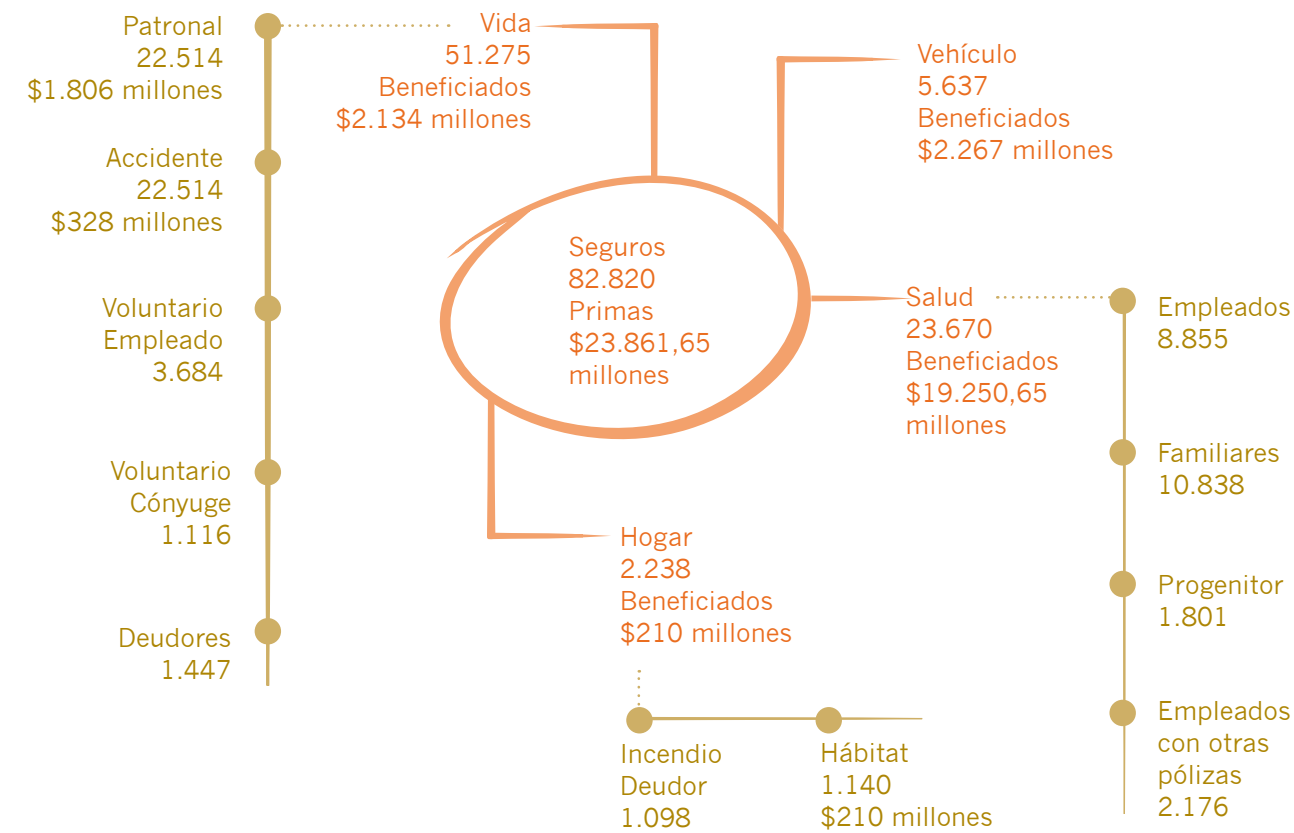 Patronal
22.514
$1.806 millones
Accidente
22.514
$328 millones
Voluntario
Empleado
3.684
Voluntario
Cónyuge
1.116
Deudores
1.447
Vida
51.275
Beneficiados
$2.134 millones
Seguros
82.820
Primas
$23.861,65
millones
Vehículo
5.637
Beneficiados
$2.267 millones
Salud
23.670
Beneficiados
$19.250,65
millones
Empleados
8.855
Familiares
10.838
Progenitor
1.801
Empleados
con otras
pólizas
2.176
Hogar
2.238
Beneficiados
$210 millones
Incendio
Deudor
1.098
Hábitat
1.140
$210 millones